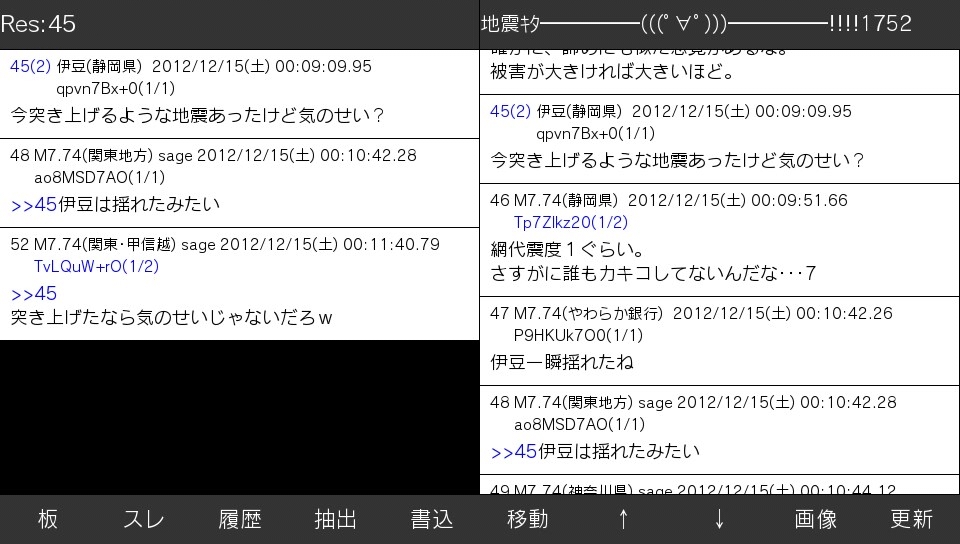 Res:45
45(2) 伊豆(静岡県) 2012/12/15(土) 00:09:09.95
qpvn7Bx+0(1/1)
今突き上げるような地震あったけど気のせい？
48 M7.74(関東地方) sage 2012/12/15(土) 00:10:42.28
ao8MSD7AO(1/1)
>>45伊豆は揺れたみたい
52 M7.74(関東・甲信越) sage 2012/12/15(土) 00:11:40.79
TvLQuW+rO(1/2)
>>45
突き上げたなら気のせいじゃないだろｗ
地震ｷﾀ━━━━━(((ﾟ∀ﾟ)))━━━━━!!!!1752
確かに、諦めにも似た感覚があるな。
被害が大きければ大きいほど。
45(2) 伊豆(静岡県) 2012/12/15(土) 00:09:09.95
qpvn7Bx+0(1/1)
今突き上げるような地震あったけど気のせい？
46 M7.74(静岡県) 2012/12/15(土) 00:09:51.66
Tp7Zlkz20(1/2)
網代震度１ぐらい。
さすがに誰もカキコしてないんだな･･･7
47 M7.74(やわらか銀行) 2012/12/15(土) 00:10:42.26
P9HKUk7O0(1/1)
伊豆一瞬揺れたね
48 M7.74(関東地方) sage 2012/12/15(土) 00:10:42.28
ao8MSD7AO(1/1)
>>45伊豆は揺れたみたい
49 M7.74(神奈川県) sage 2012/12/15(土) 00:10:44.12
板 スレ 履歴 抽出 書込 移動 ↑ ↓ 画像 更新